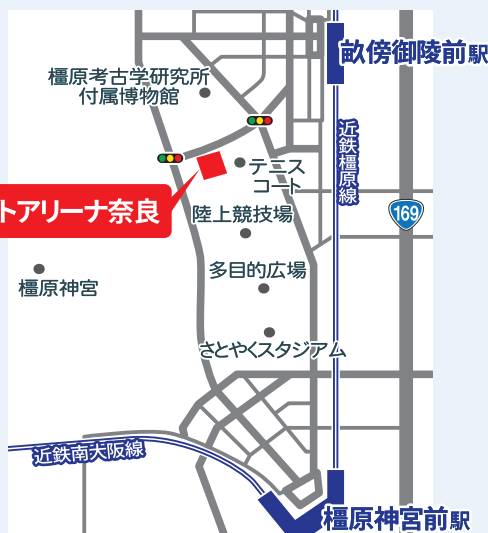 畝傍御陵前駅
橿原考古学研究所
付属博物館
近鉄橿原線
テニス
コート
トアリーナ奈良
陸上競技場
169
多目的広場
橿原神宮
さとやくスタジアム
近鉄南大阪線
橿原神宮前駅